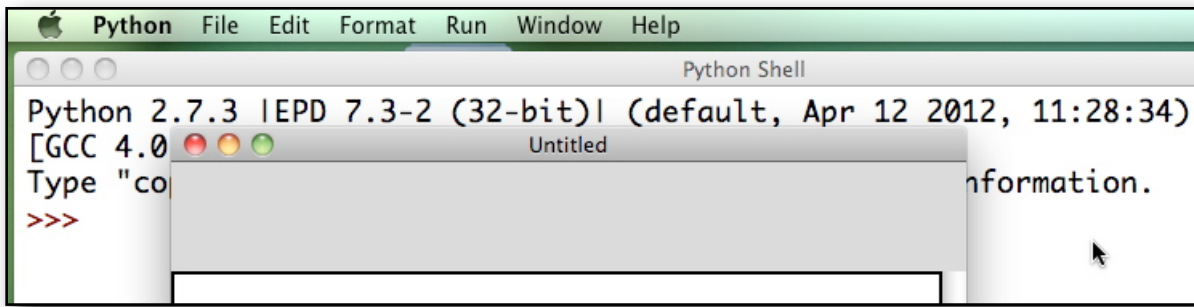 Python File Edit Format Run Window Help
Python Shell
Python 2.7.3 |EPD 7.3-2 (32-bit)| (default, Apr 12 2012, 11:28:34)
[GCC 4.0
Untitled
Type "co nformation.
>>>